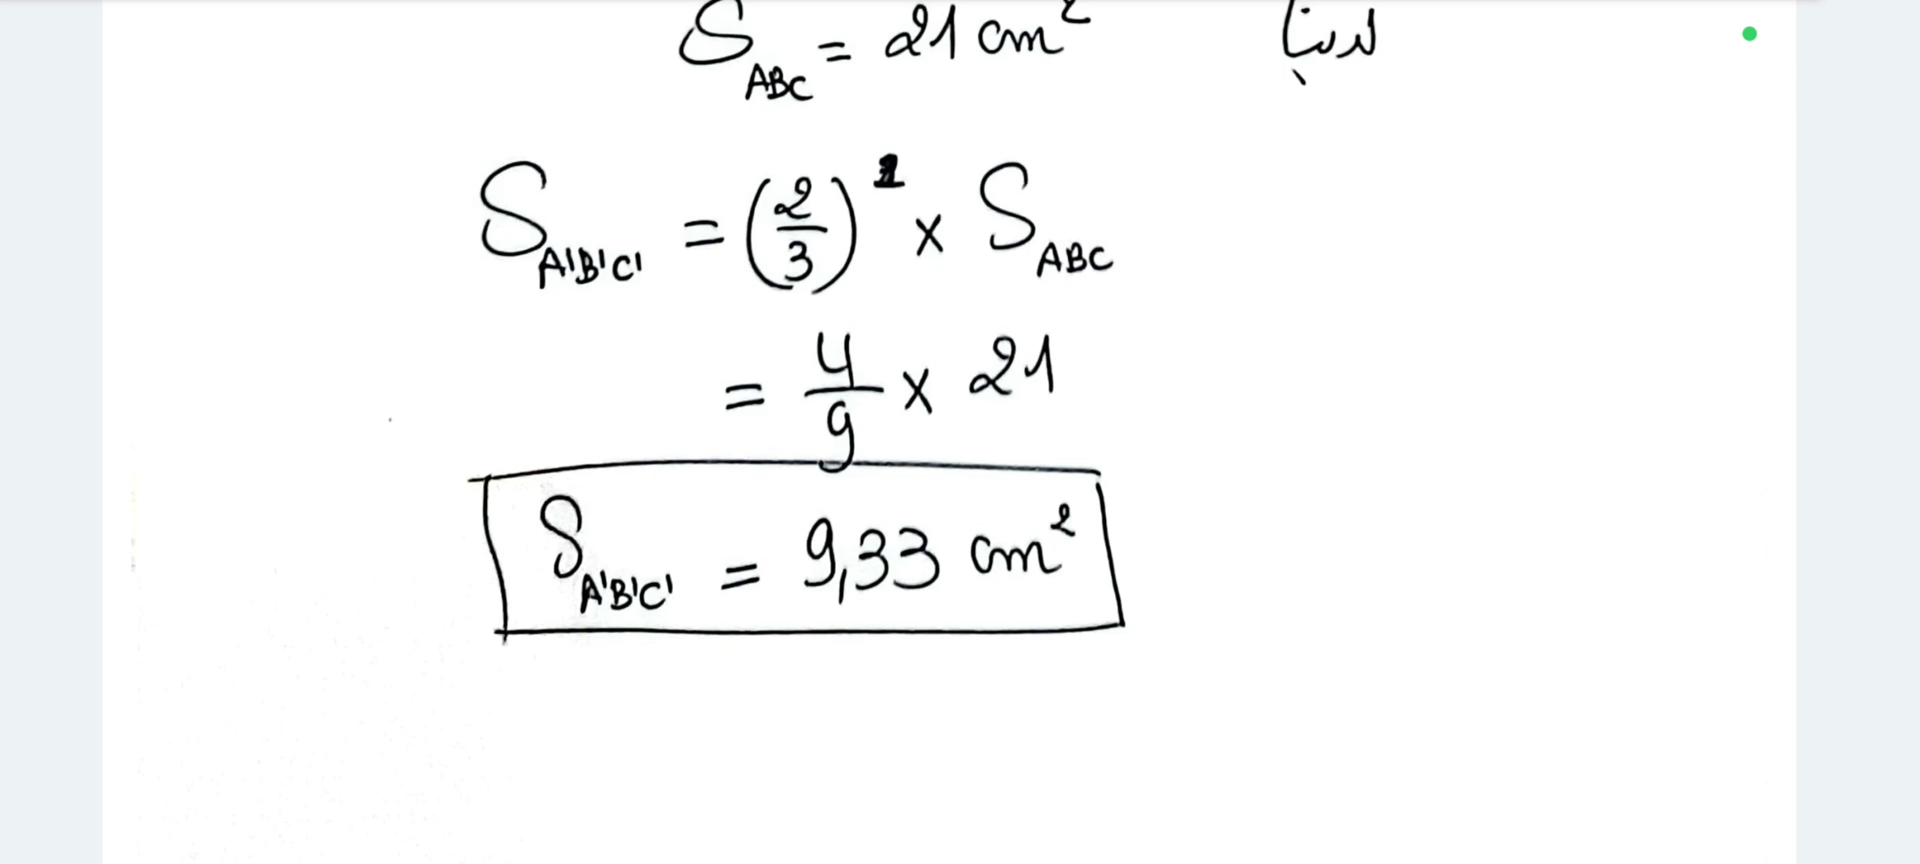 لدينا S_ABC = 21 cm²
S_A'B'C' = (2/3)² × S_ABC
= 4/9 × 21
S_A'B'C' = 9,33 cm²